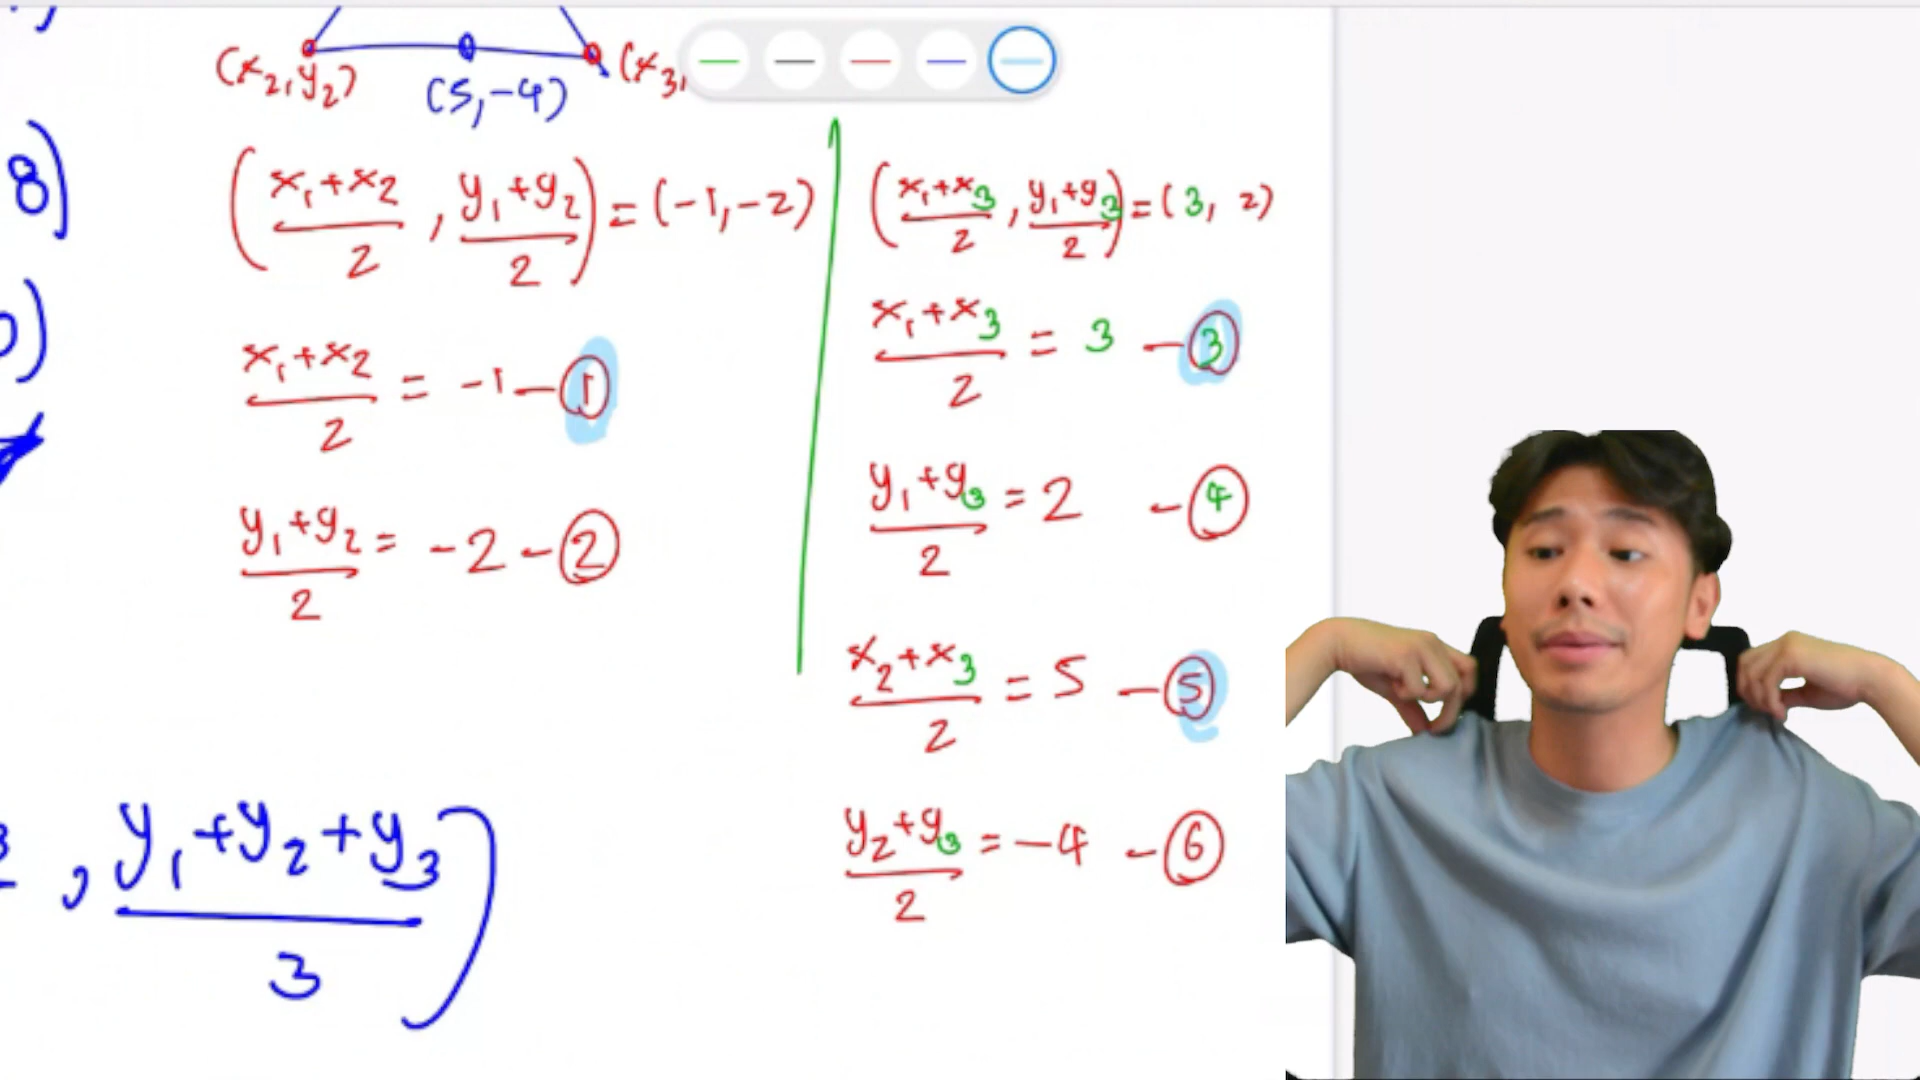 (x₂,y₂)
(5,-4)
(x₃,
8)
)
( (x₁+x₂)/2 , (y₁+y₂)/2 ) = (-1,-2)
(x₁+x₂)/2 = -1 - ①
(y₁+y₂)/2 = -2 - ②
( (x₁+x₃)/2 , (y₁+y₃)/2 ) = (3, 2)
(x₁+x₃)/2 = 3 - ③
(y₁+y₃)/2 = 2 - ④
(x₂+x₃)/2 = 5 - ⑤
(y₂+y₃)/2 = -4 - ⑥
, (y₁+y₂+y₃)/3 )